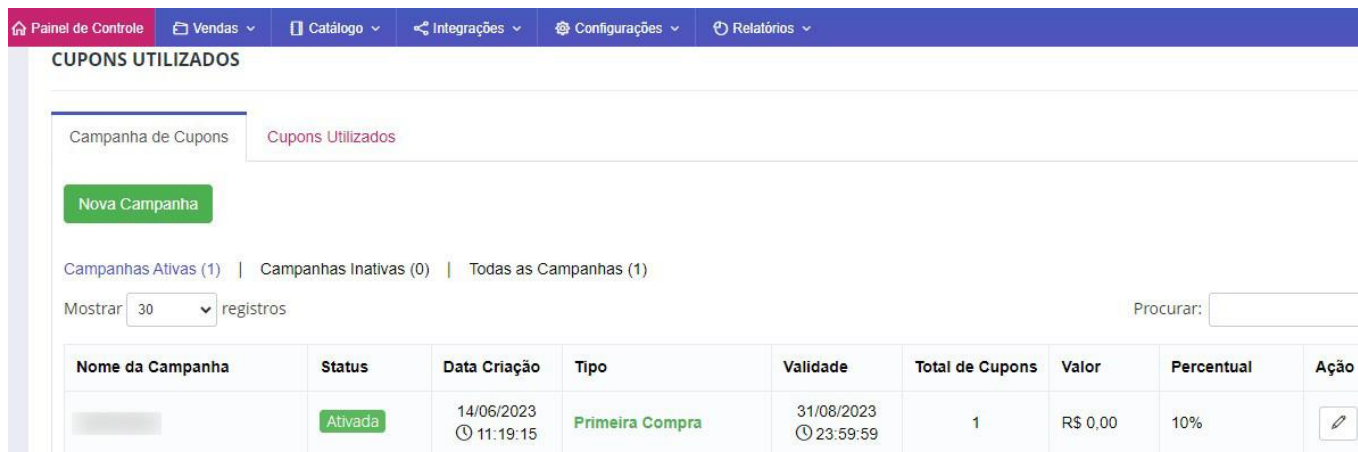 Painel de Controle Vendas Catálogo Integrações Configurações Relatórios
CUPONS UTILIZADOS
Campanha de Cupons Cupons Utilizados
Nova Campanha
Campanhas Ativas (1) | Campanhas Inativas (0) | Todas as Campanhas (1)
Mostrar 30 registros Procurar:
Nome da Campanha Status Data Criação Tipo Validade Total de Cupons Valor Percentual Ação
Ativada 14/06/2023 11:19:15 Primeira Compra 31/08/2023 23:59:59 1 R$ 0,00 10%